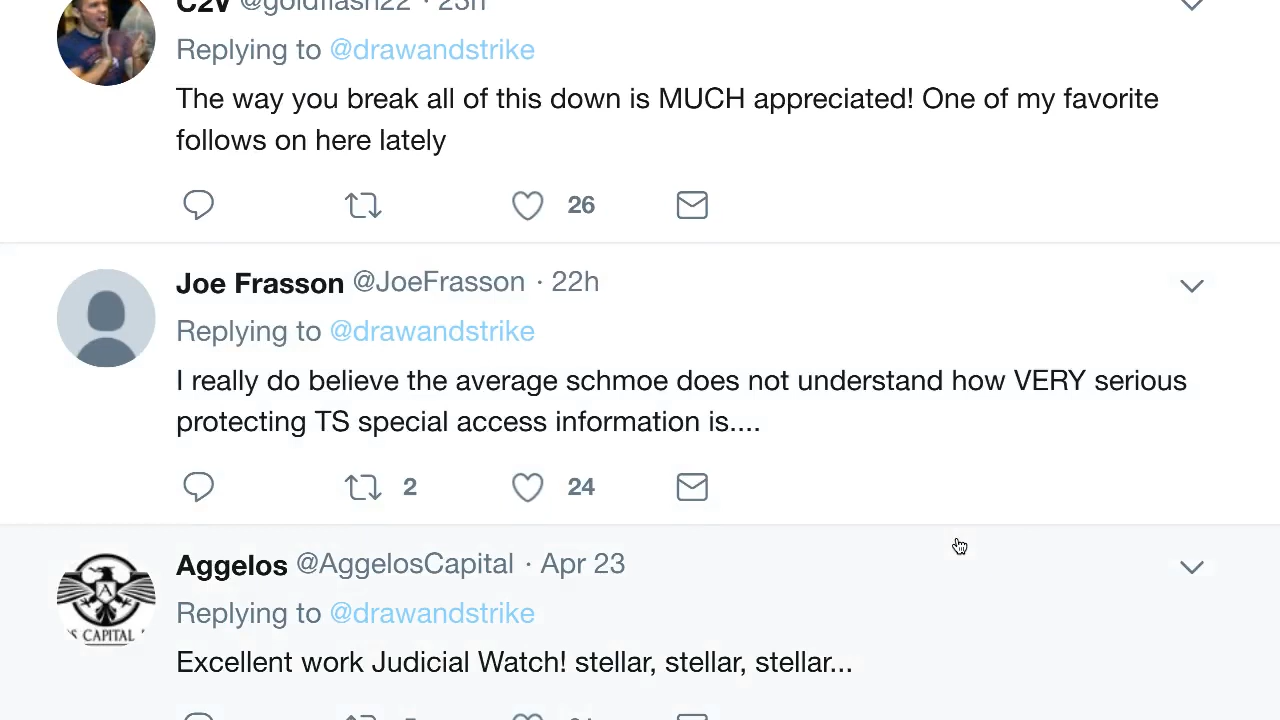 C2V @goldflash22 · 23h
Replying to @drawandstrike
The way you break all of this down is MUCH appreciated! One of my favorite
follows on here lately
26
Joe Frasson @JoeFrasson · 22h
Replying to @drawandstrike
I really do believe the average schmoe does not understand how VERY serious
protecting TS special access information is....
2 24
Aggelos @AggelosCapital · Apr 23
A
S CAPITAL
Replying to @drawandstrike
Excellent work Judicial Watch! stellar, stellar, stellar...